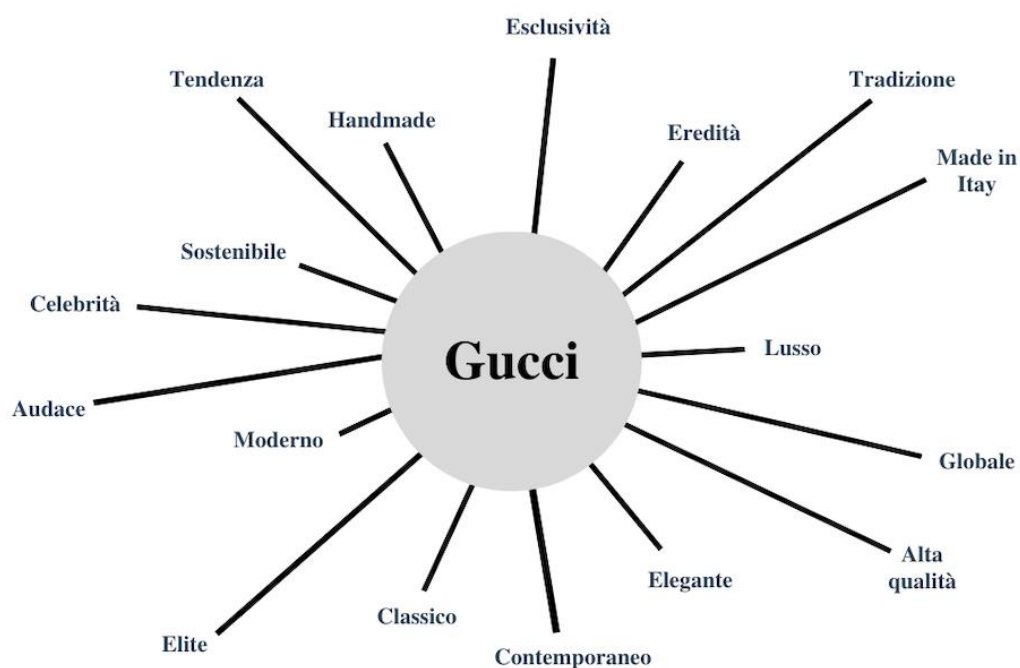 Esclusività
Tendenza
Tradizione
Handmade
Eredità
Made in
Itay
Sostenibile
Celebrità
Lusso
Gucci
Audace
Moderno
Globale
Alta
qualità
Elegante
Classico
Elite
Contemporaneo